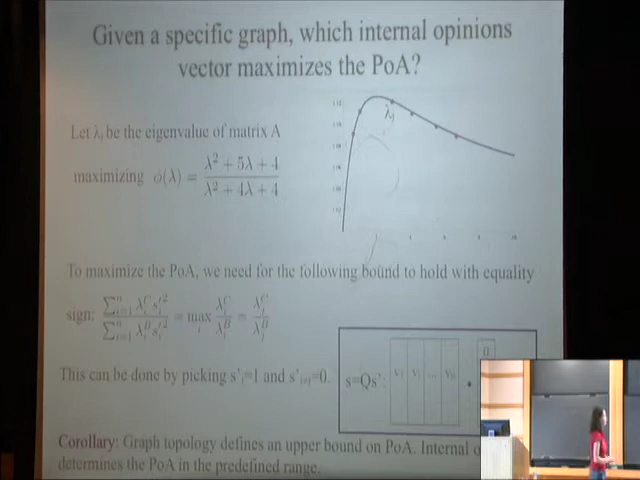 Given a specific graph, which internal opinions
vector maximizes the PoA?
Let λⱼ be the eigenvalue of matrix A
maximizing φ(λ) = (λ² + 5λ + 4) / (λ² + 4λ + 4)
λⱼ
To maximize the PoA, we need for the following bound to hold with equality
sign:
= max =
This can be done by picking s'ⱼ=1 and s'ᵢ≠ⱼ=0.
s=Qs':
Corollary: Graph topology defines an upper bound on PoA. Internal
determines the PoA in the predefined range.